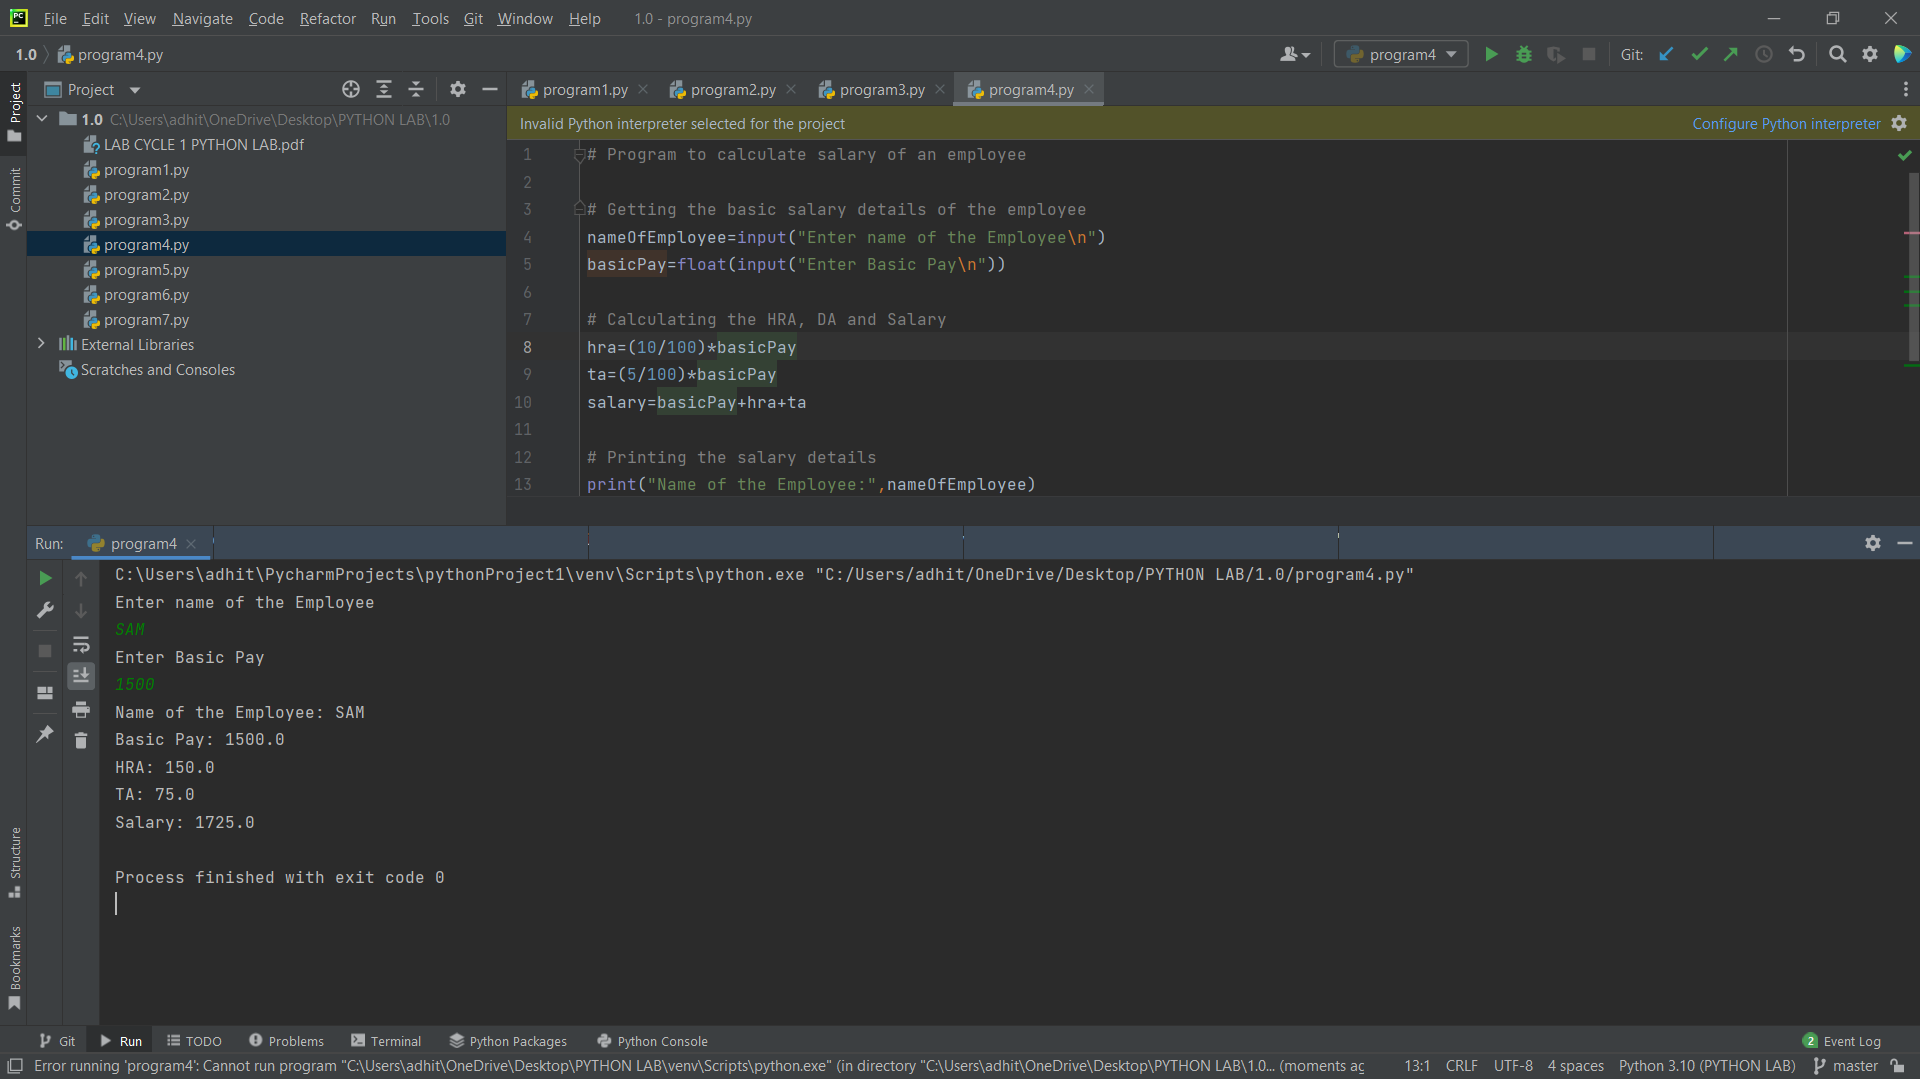 File Edit View Navigate Code Refactor Run Tools Git Window Help 1.0 - program4.py
1.0 program4.py program4 Git:
Project program1.py program2.py program3.py program4.py
Invalid Python interpreter selected for the project Configure Python interpreter
1.0 C:\Users\adhit\OneDrive\Desktop\PYTHON LAB\1.0
LAB CYCLE 1 PYTHON LAB.pdf
program1.py
program2.py
program3.py
program4.py
program5.py
program6.py
program7.py
External Libraries
Scratches and Consoles
Project
Commit
Structure
Bookmarks
1 # Program to calculate salary of an employee
2
3 # Getting the basic salary details of the employee
4 nameOfEmployee=input("Enter name of the Employee\n")
5 basicPay=float(input("Enter Basic Pay\n"))
6
7 # Calculating the HRA, DA and Salary
8 hra=(10/100)*basicPay
9 ta=(5/100)*basicPay
10 salary=basicPay+hra+ta
11
12 # Printing the salary details
13 print("Name of the Employee:",nameOfEmployee)
Run: program4
C:\Users\adhit\PycharmProjects\pythonProject1\venv\Scripts\python.exe "C:/Users/adhit/OneDrive/Desktop/PYTHON LAB/1.0/program4.py"
Enter name of the Employee
SAM
Enter Basic Pay
1500
Name of the Employee: SAM
Basic Pay: 1500.0
HRA: 150.0
TA: 75.0
Salary: 1725.0
Process finished with exit code 0
Git Run TODO Problems Terminal Python Packages Python Console 2 Event Log
Error running 'program4': Cannot run program "C:\Users\adhit\OneDrive\Desktop\PYTHON LAB\venv\Scripts\python.exe" (in directory "C:\Users\adhit\OneDrive\Desktop\PYTHON LAB\1.0... (moments ag 13:1 CRLF UTF-8 4 spaces Python 3.10 (PYTHON LAB) master